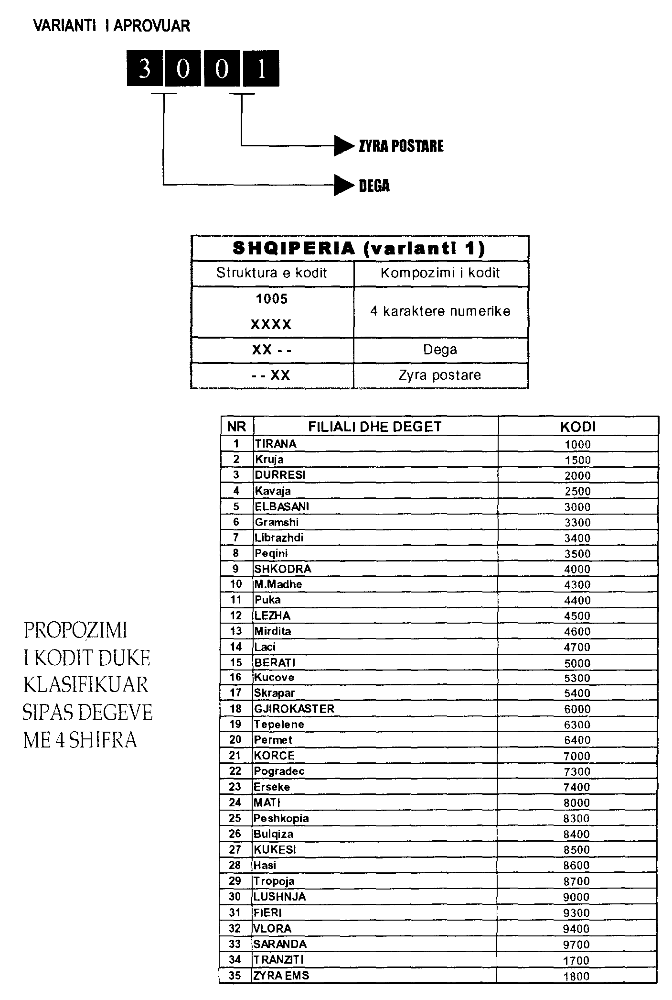 VARIANTI I APROVUAR
3 0 0 1
ZYRA POSTARE
DEGA
SHQIPERIA (varianti 1)
Struktura e kodit Kompozimi i kodit
1005
4 karaktere numerike
XXXX
XX - - Dega
- - XX Zyra postare
NR FILIALI DHE DEGET KODI
1 TIRANA 1000
2 Kruja 1500
3 DURRESI 2000
4 Kavaja 2500
5 ELBASANI 3000
6 Gramshi 3300
7 Librazhdi 3400
8 Peqini 3500
9 SHKODRA 4000
10 M.Madhe 4300
11 Puka 4400
12 LEZHA 4500
13 Mirdita 4600
14 Laci 4700
15 BERATI 5000
16 Kucove 5300
17 Skrapar 5400
18 GJIROKASTER 6000
19 Tepelene 6300
20 Permet 6400
21 KORCE 7000
22 Pogradec 7300
23 Erseke 7400
24 MATI 8000
25 Peshkopia 8300
26 Bulqiza 8400
27 KUKESI 8500
28 Hasi 8600
29 Tropoja 8700
30 LUSHNJA 9000
31 FIERI 9300
32 VLORA 9400
33 SARANDA 9700
34 TRANZITI 1700
35 ZYRA EMS 1800
PROPOZIMI
I KODIT DUKE
KLASIFIKUAR
SIPAS DEGEVE
ME 4 SHIFRA